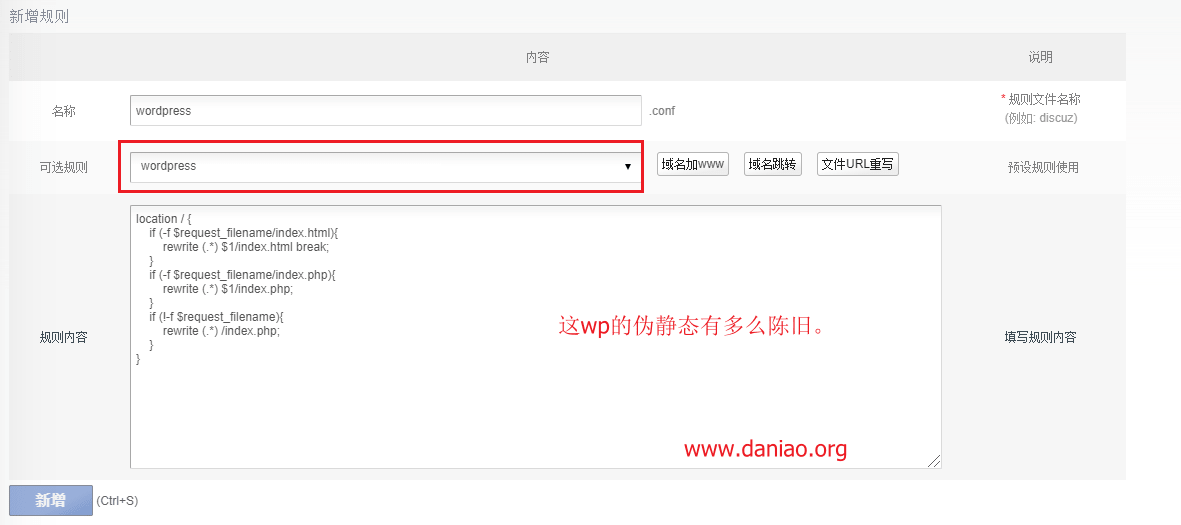 新增规则
内容 说明
名称 wordpress .conf * 规则文件名称
(例如: discuz)
可选规则 wordpress 域名加www 域名跳转 文件URL重写 预设规则使用
location / {
if (-f $request_filename/index.html){
rewrite (.*) $1/index.html break;
}
if (-f $request_filename/index.php){
rewrite (.*) $1/index.php;
}
if (!-f $request_filename){
rewrite (.*) /index.php;
}
}
规则内容 这wp的伪静态有多么陈旧。 填写规则内容
www.daniao.org
新增 (Ctrl+S)